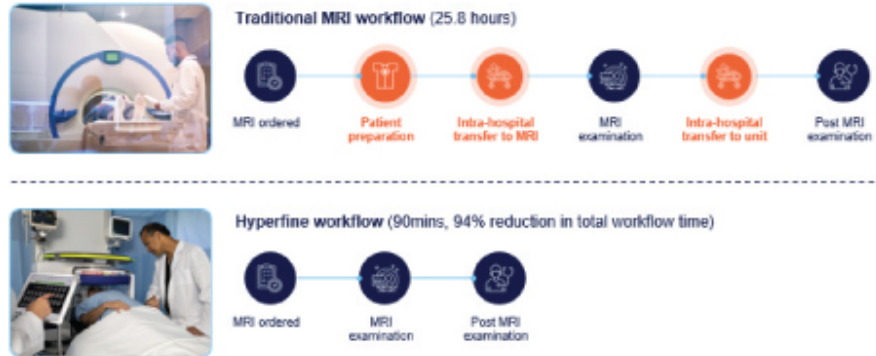 Traditional MRI workflow (25.8 hours)
MRI ordered
Patient
preparation
Intra-hospital
transfer to MRI
MRI
examination
Intra-hospital
transfer to unit
Post MRI
examination
Hyperfine workflow (90mins, 94% reduction in total workflow time)
MRI ordered
MRI
examination
Post MRI
examination